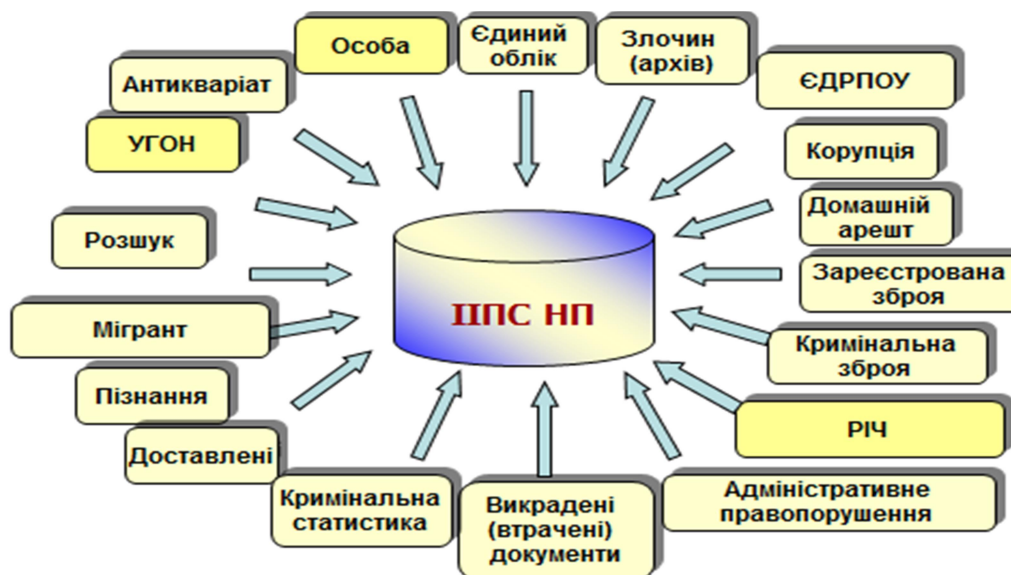 Особа
Єдиний
облік
Злочин
(архів)
ЄДРПОУ
Антикваріат
УГОН
Корупція
Розшук
Домашній
арешт
Зареєстрована
зброя
ІІПС НП
Мігрант
Кримінальна
зброя
Пізнання
РІЧ
Доставлені
Кримінальна
статистика
Викрадені
(втрачені)
документи
Адміністративне
правопорушення